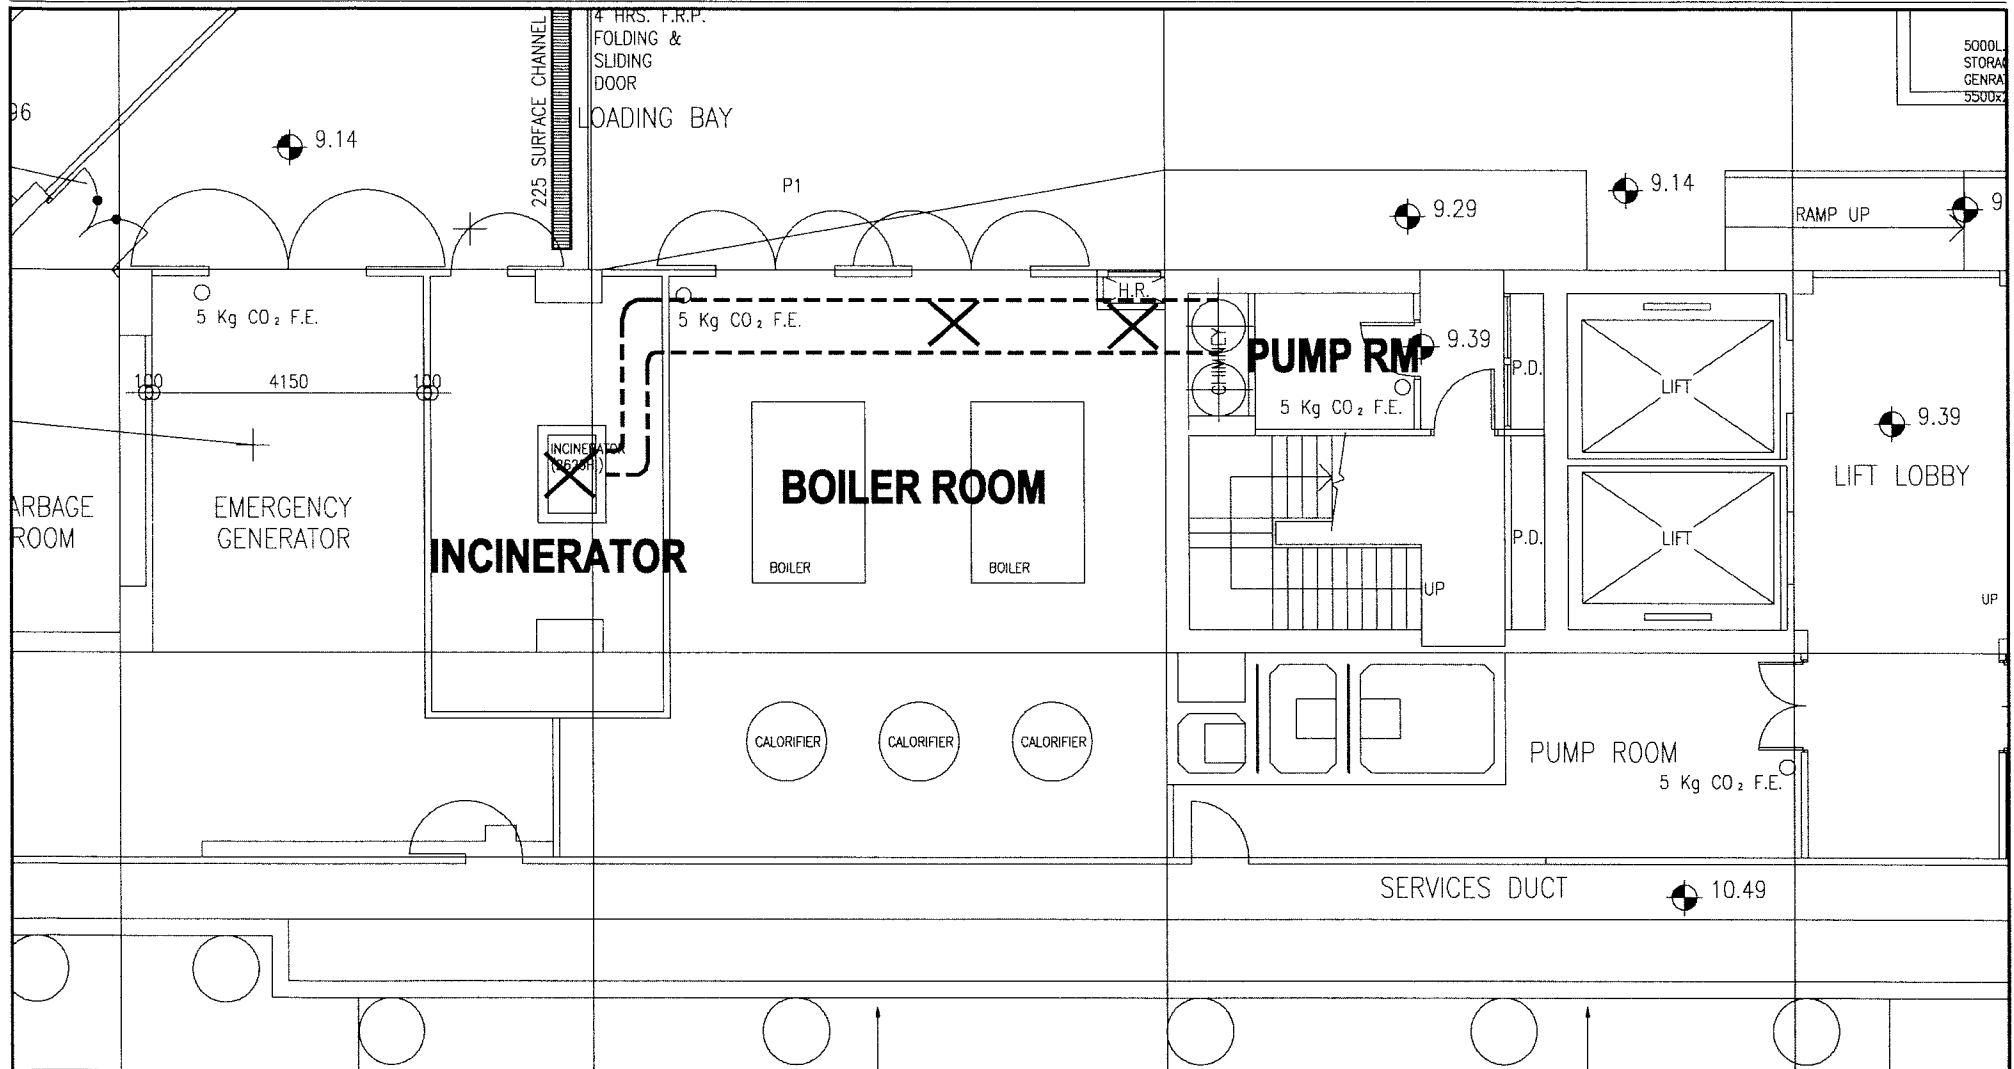 4 HRS. F.R.P.
FOLDING &
SLIDING
DOOR
225 SURFACE CHANNEL
LOADING BAY
5000L.
96
9.14
P1
9.29
9.14
RAMP UP
9
5 Kg CO₂ F.E.
5 Kg CO₂ F.E.
H.R.
CHIMNEY
PUMP RM
9.39
5 Kg CO₂ F.E.
P.D.
LIFT
9.39
LIFT LOBBY
100
4150
100
INCINERATOR
BOILER ROOM
ARBAGE
ROOM
EMERGENCY
GENERATOR
INCINERATOR
BOILER
BOILER
P.D.
LIFT
UP
UP
CALORIFIER
CALORIFIER
CALORIFIER
PUMP ROOM
5 Kg CO₂ F.E.
SERVICES DUCT
10.49